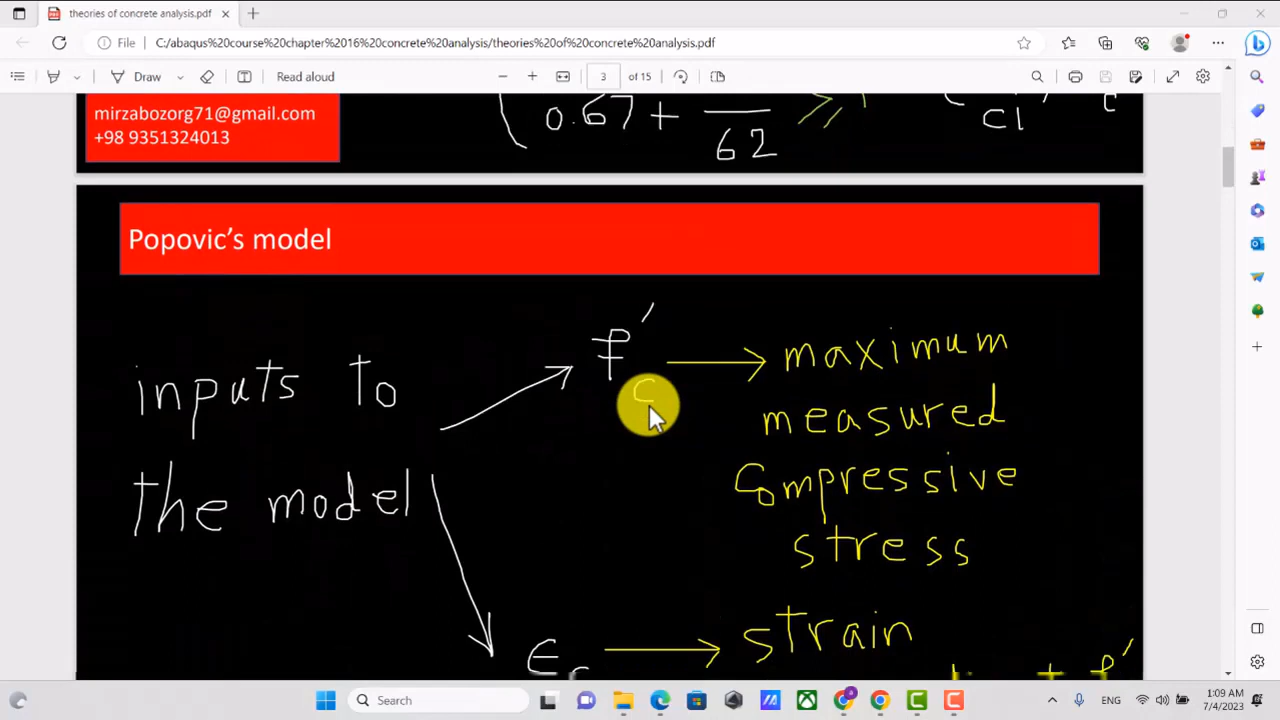 theories of concrete analysis.pdf
File C:/abaqus%20course%20chapter%2016%20concrete%20analysis/theories%20of%20concrete%20analysis.pdf
Draw Read aloud 3 of 15
mirzabozorg71@gmail.com
+98 9351324013
0.67 +
62
≥ 1
Popovic's model
inputs to
the model
f'c → maximum
measured
compressive
stress
→ strain
Search
ENG
1:09 AM
7/4/2023